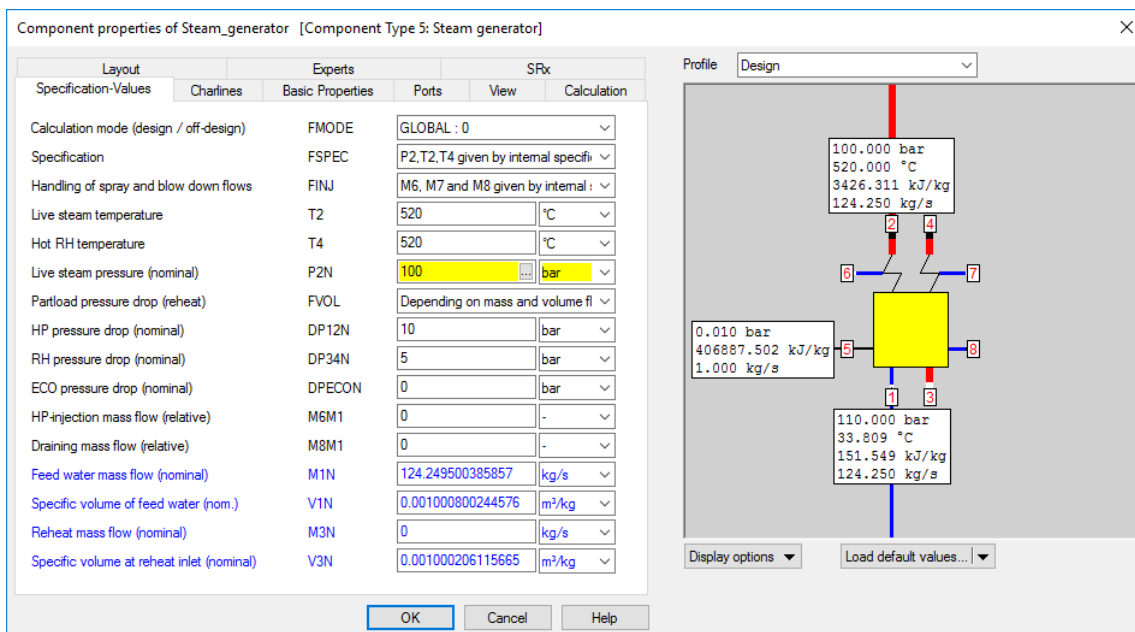 Component properties of Steam_generator [Component Type 5: Steam generator]
Layout Experts SRx
Specification-Values Charlines Basic Properties Ports View Calculation
Calculation mode (design / off-design) FMODE GLOBAL : 0
Specification FSPEC P2,T2,T4 given by internal specifi
Handling of spray and blow down flows FINJ M6, M7 and M8 given by internal :
Live steam temperature T2 520 °C
Hot RH temperature T4 520 °C
Live steam pressure (nominal) P2N 100 ... bar
Partload pressure drop (reheat) FVOL Depending on mass and volume fl
HP pressure drop (nominal) DP12N 10 bar
RH pressure drop (nominal) DP34N 5 bar
ECO pressure drop (nominal) DPECON 0 bar
HP-injection mass flow (relative) M6M1 0 -
Draining mass flow (relative) M8M1 0 -
Feed water mass flow (nominal) M1N 124.249500385857 kg/s
Specific volume of feed water (nom.) V1N 0.001000800244576 m³/kg
Reheat mass flow (nominal) M3N 0 kg/s
Specific volume at reheat inlet (nominal) V3N 0.001000206115665 m³/kg
OK Cancel Help
Profile Design
100.000 bar
520.000 °C
3426.311 kJ/kg
124.250 kg/s
2 4
6 7
0.010 bar
406887.502 kJ/kg
1.000 kg/s
5 8
1 3
110.000 bar
33.809 °C
151.549 kJ/kg
124.250 kg/s
Display options Load default values...